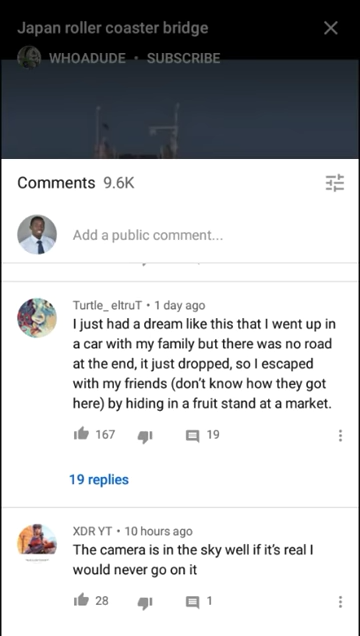 Japan roller coaster bridge
WHOADUDE • SUBSCRIBE
Comments 9.6K
Add a public comment...
Turtle_ eltruT • 1 day ago
I just had a dream like this that I went up in
a car with my family but there was no road
at the end, it just dropped, so I escaped
with my friends (don't know how they got
here) by hiding in a fruit stand at a market.
167 19
19 replies
XDR YT • 10 hours ago
The camera is in the sky well if it's real I
would never go on it
28 1